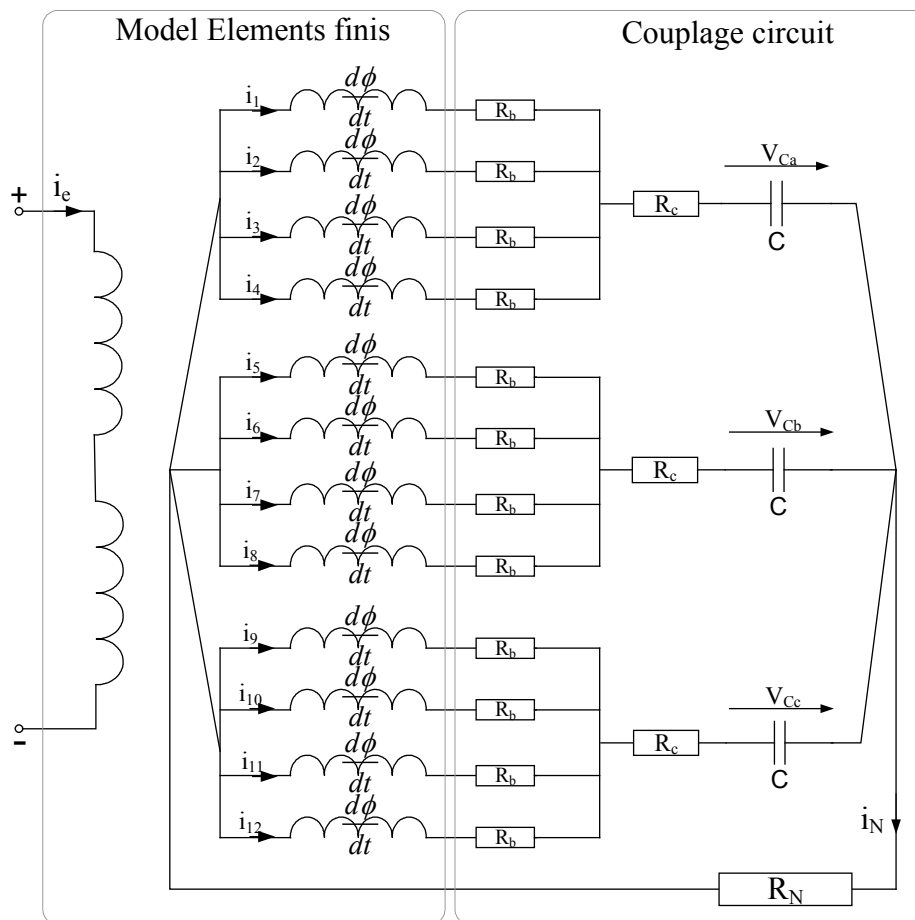 Model Elements finis
Couplage circuit
+
i_e
-
i_1
dϕ
dt
R_b
i_2
dϕ
dt
R_b
i_3
dϕ
dt
R_b
i_4
dϕ
dt
R_b
R_c
V_Ca
C
i_5
dϕ
dt
R_b
i_6
dϕ
dt
R_b
i_7
dϕ
dt
R_b
i_8
dϕ
dt
R_b
R_c
V_Cb
C
i_9
dϕ
dt
R_b
i_10
dϕ
dt
R_b
i_11
dϕ
dt
R_b
i_12
dϕ
dt
R_b
R_c
V_Cc
C
i_N
R_N